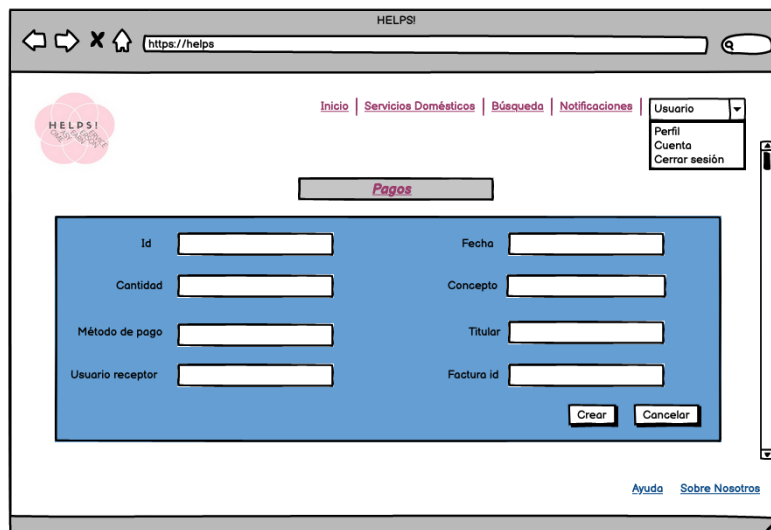 HELPS!
https://helps
Inicio Servicios Domésticos Búsqueda Notificaciones Usuario
Perfil
Cuenta
Cerrar sesión
HELPS!
Pagos
Id Fecha
Cantidad Concepto
Método de pago Titular
Usuario receptor Factura id
Crear Cancelar
Ayuda Sobre Nosotros